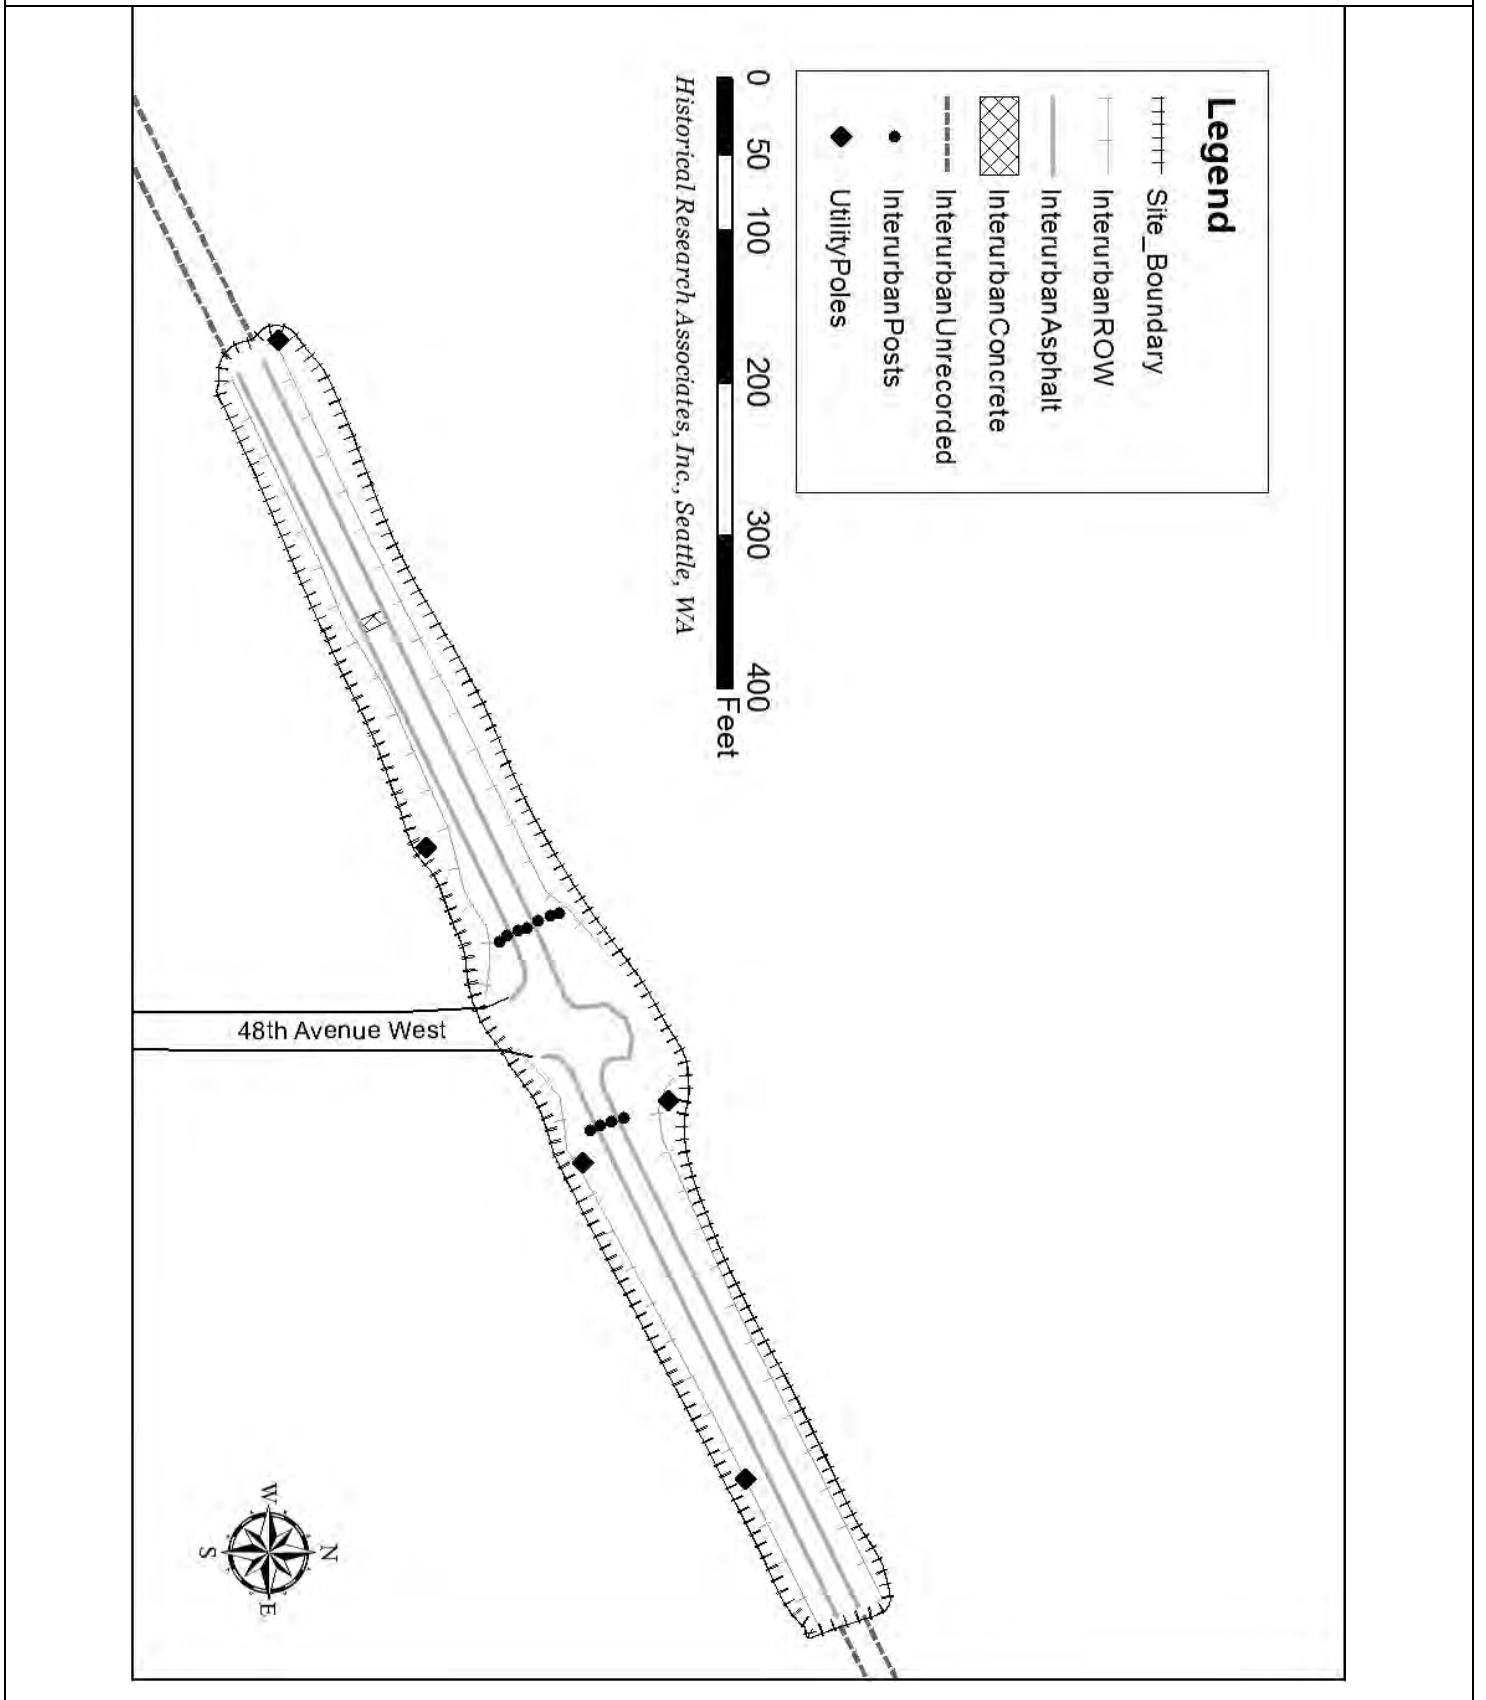 Legend
Site_Boundary
InterurbanROW
InterurbanAsphalt
InterurbanConcrete
InterurbanUnrecorded
InterurbanPosts
UtilityPoles
0 50 100 200 300 400
Feet
Historical Research Associates, Inc., Seattle, WA
48th Avenue West
N
W
E
S